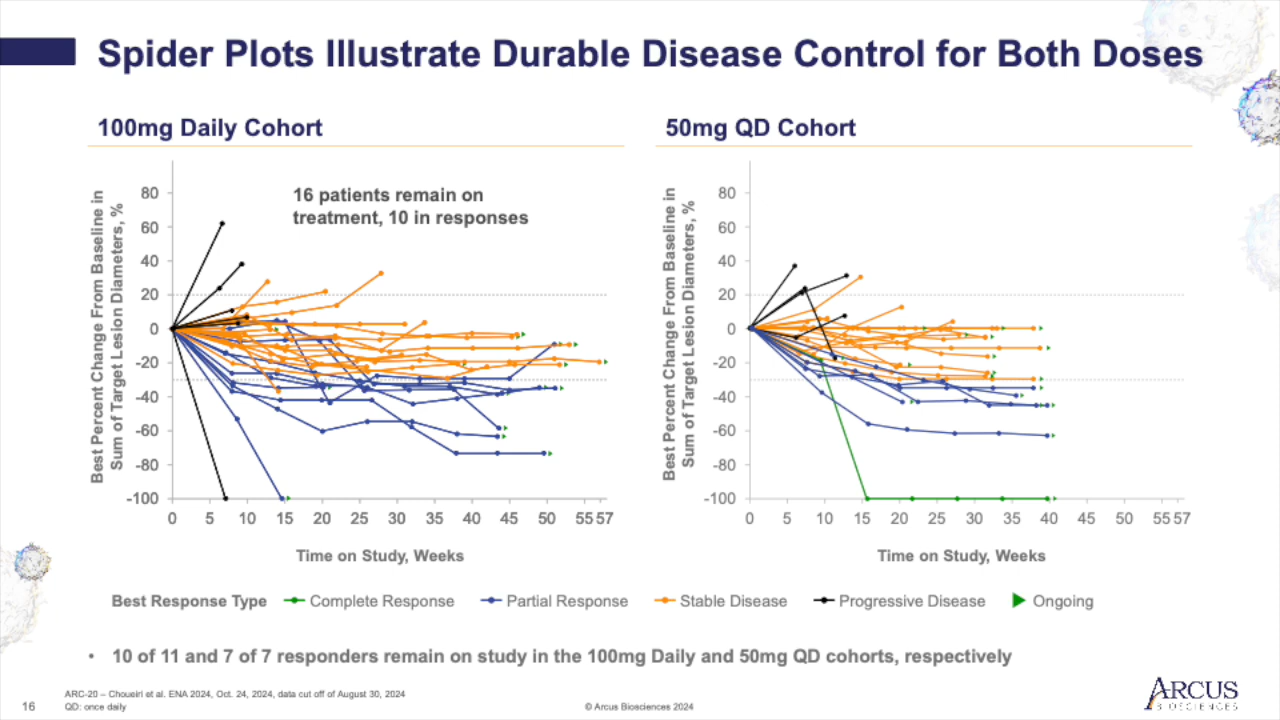 Spider Plots Illustrate Durable Disease Control for Both Doses
100mg Daily Cohort
Best Percent Change From Baseline in
Sum of Target Lesion Diameters, %
16 patients remain on
treatment, 10 in responses
80
60
40
20
0
-20
-40
-60
-80
-100
0 5 10 15 20 25 30 35 40 45 50 55 57
Time on Study, Weeks
50mg QD Cohort
Best Percent Change From Baseline in
Sum of Target Lesion Diameters, %
80
60
40
20
0
-20
-40
-60
-80
-100
0 5 10 15 20 25 30 35 40 45 50 55 57
Time on Study, Weeks
Best Response Type Complete Response Partial Response Stable Disease Progressive Disease Ongoing
• 10 of 11 and 7 of 7 responders remain on study in the 100mg Daily and 50mg QD cohorts, respectively
ARC-20 – Choueiri et al. ENA 2024, Oct. 24, 2024, data cut off of August 30, 2024
16 QD: once daily
© Arcus Biosciences 2024
ARCUS
BIOSCIENCES